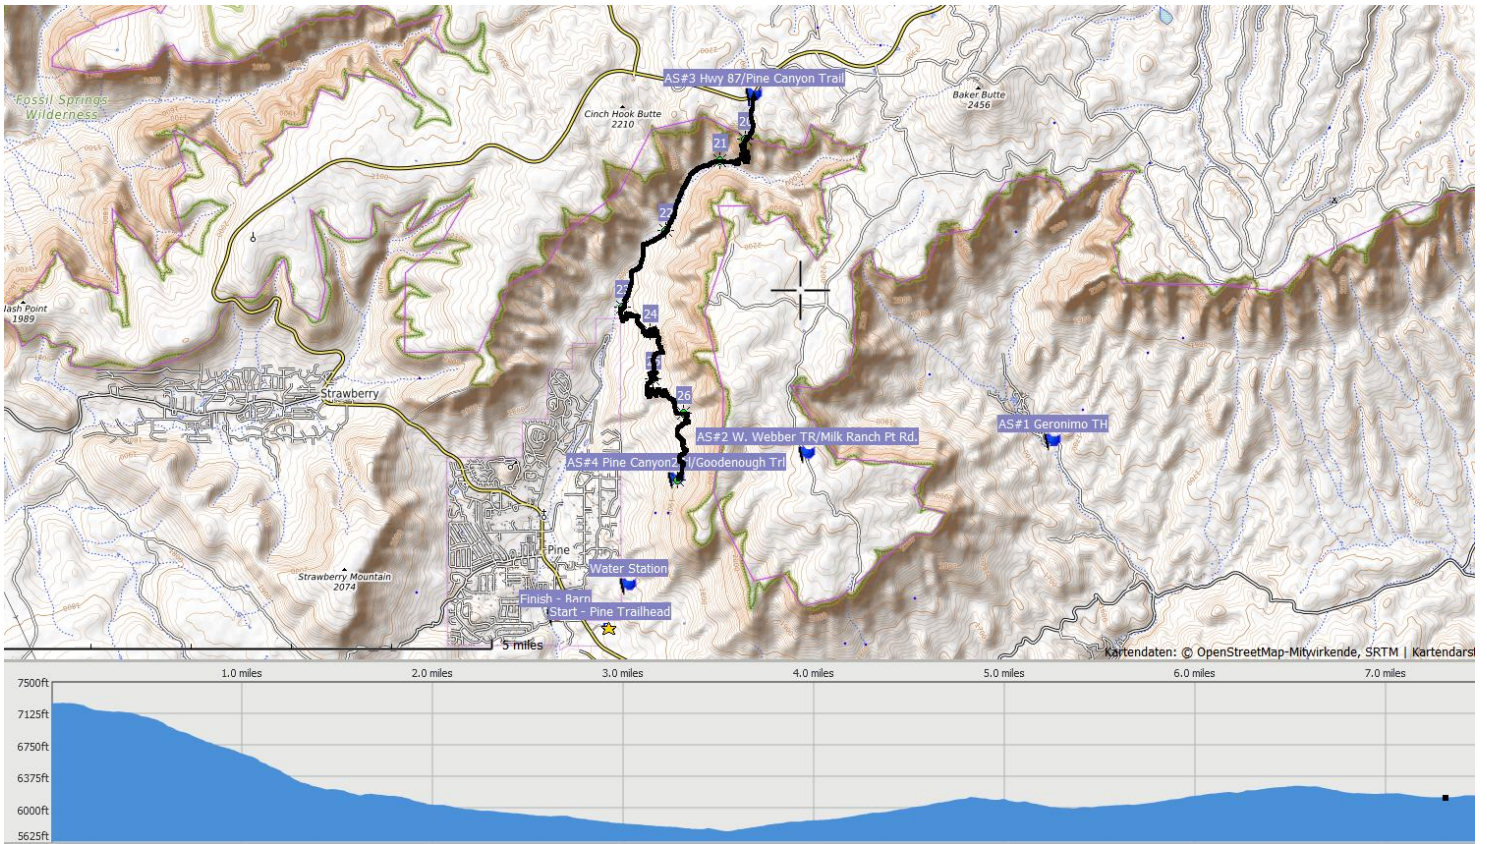 AS#3 Hwy 87/Pine Canyon Trail
Fossil Springs
Wilderness
Cinch Hook Butte
2210
Baker Butte
2456
21
22
23
24
26
Mash Point
1989
Strawberry
AS#1 Geronimo TH
AS#2 W. Webber TR/Milk Ranch Pt Rd.
AS#4 Pine Canyon
/Goodenough Trl
Pine
Strawberry Mountain
2074
Water Station
Finish - Barn
Start - Pine Trailhead
5 miles
Kartendaten: © OpenStreetMap-Mitwirkende, SRTM | Kartendarst
1.0 miles
2.0 miles
3.0 miles
4.0 miles
5.0 miles
6.0 miles
7.0 miles
7500ft
7125ft
6750ft
6375ft
6000ft
5625ft